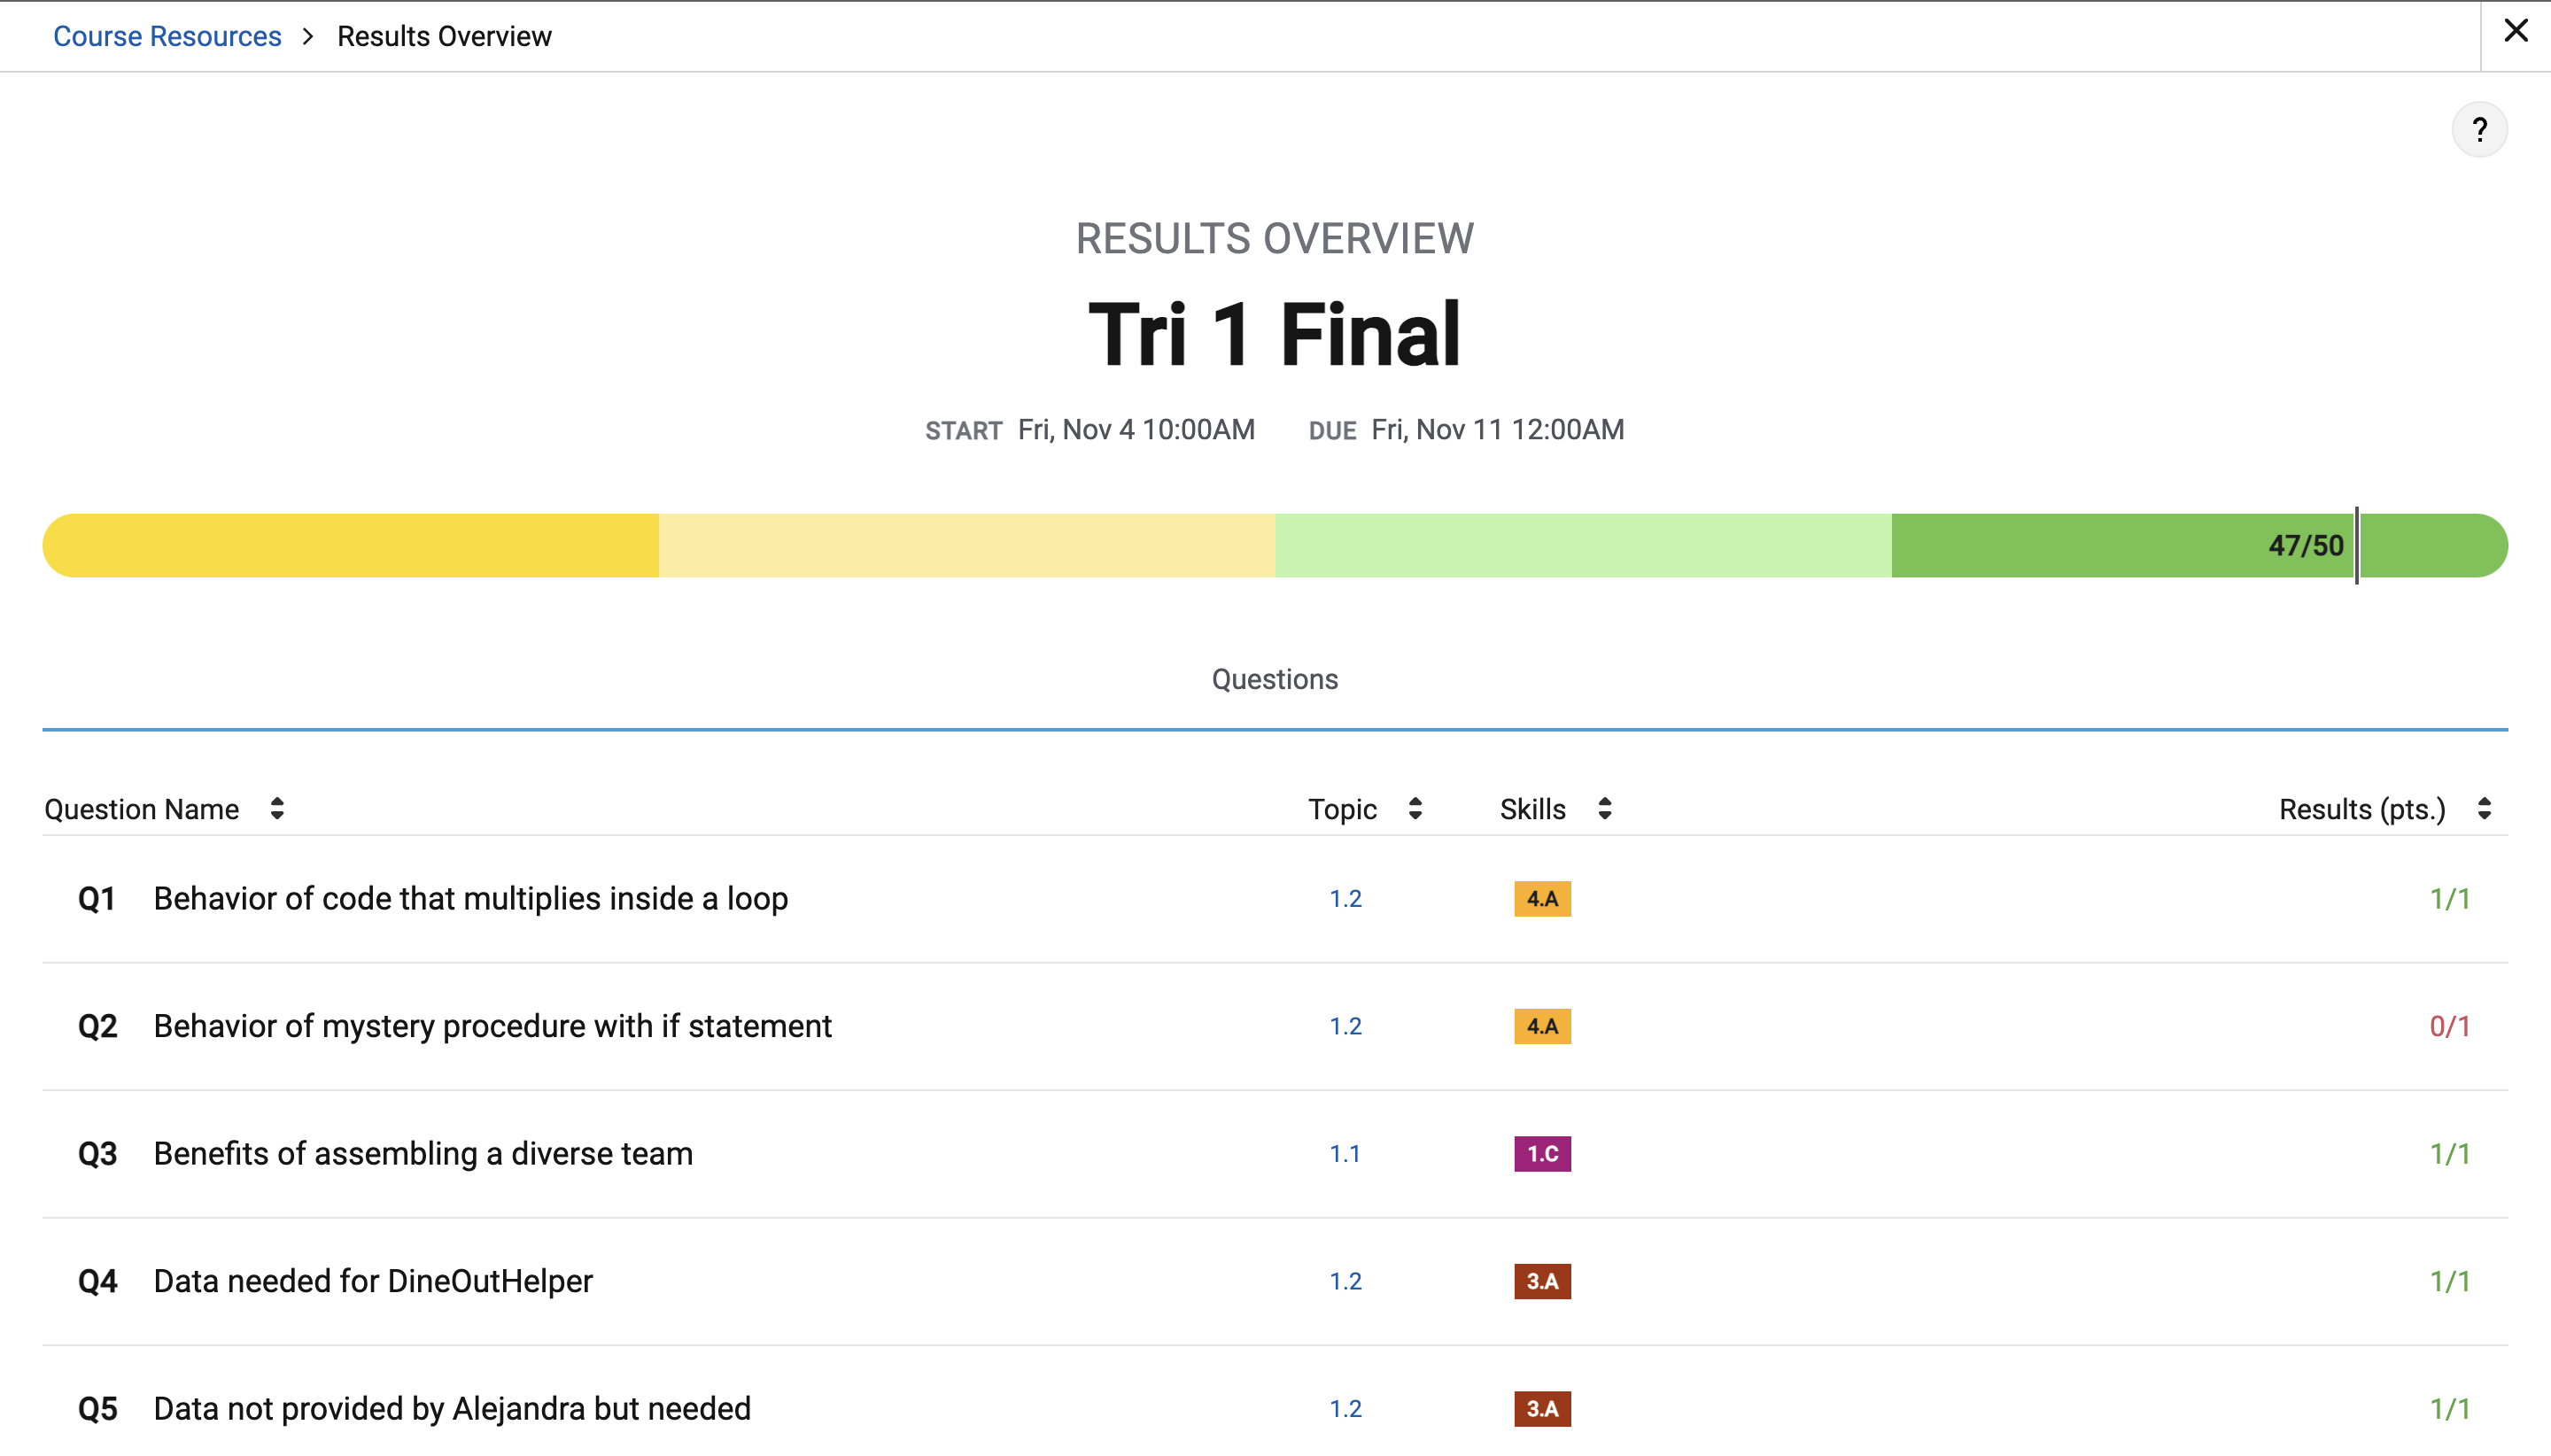 Course Resources > Results Overview
?
RESULTS OVERVIEW
Tri 1 Final
START Fri, Nov 4 10:00AM DUE Fri, Nov 11 12:00AM
47/50
Questions
Question Name Topic Skills Results (pts.)
Q1 Behavior of code that multiplies inside a loop 1.2 4.A 1/1
Q2 Behavior of mystery procedure with if statement 1.2 4.A 0/1
Q3 Benefits of assembling a diverse team 1.1 1.C 1/1
Q4 Data needed for DineOutHelper 1.2 3.A 1/1
Q5 Data not provided by Alejandra but needed 1.2 3.A 1/1